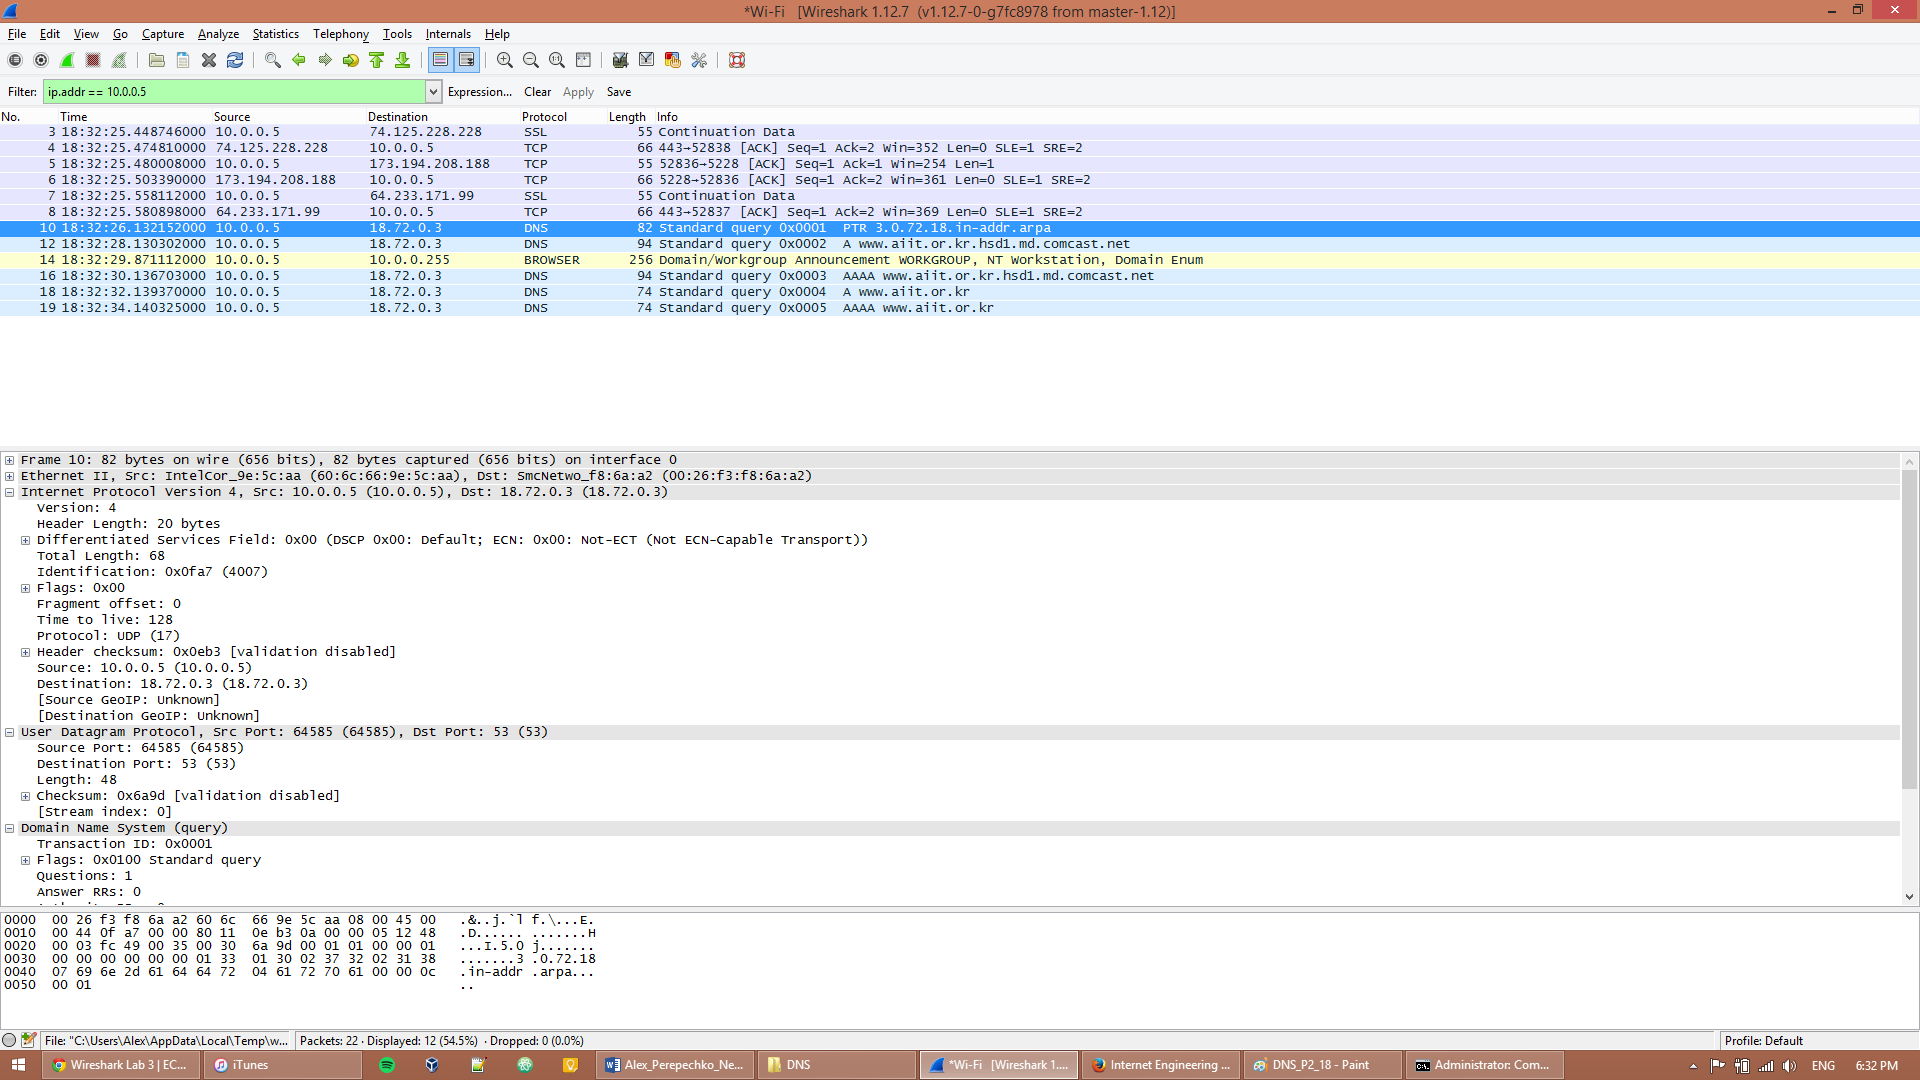 *Wi-Fi   [Wireshark 1.12.7  (v1.12.7-0-g7fc8978 from master-1.12)]
File Edit View Go Capture Analyze Statistics Telephony Tools Internals Help
Filter: ip.addr == 10.0.0.5 Expression... Clear Apply Save
No. Time Source Destination Protocol Length Info
3 18:32:25.448746000 10.0.0.5 74.125.228.228 SSL 55 Continuation Data
4 18:32:25.474810000 74.125.228.228 10.0.0.5 TCP 66 443→52838 [ACK] Seq=1 Ack=2 Win=352 Len=0 SLE=1 SRE=2
5 18:32:25.480008000 10.0.0.5 173.194.208.188 TCP 55 52836→5228 [ACK] Seq=1 Ack=1 Win=254 Len=1
6 18:32:25.503390000 173.194.208.188 10.0.0.5 TCP 66 5228→52836 [ACK] Seq=1 Ack=2 Win=361 Len=0 SLE=1 SRE=2
7 18:32:25.558112000 10.0.0.5 64.233.171.99 SSL 55 Continuation Data
8 18:32:25.580898000 64.233.171.99 10.0.0.5 TCP 66 443→52837 [ACK] Seq=1 Ack=2 Win=369 Len=0 SLE=1 SRE=2
10 18:32:26.132152000 10.0.0.5 18.72.0.3 DNS 82 Standard query 0x0001  PTR 3.0.72.18.in-addr.arpa
12 18:32:28.130302000 10.0.0.5 18.72.0.3 DNS 94 Standard query 0x0002  A www.aiit.or.kr.hsd1.md.comcast.net
14 18:32:29.871112000 10.0.0.5 10.0.0.255 BROWSER 256 Domain/Workgroup Announcement WORKGROUP, NT Workstation, Domain Enum
16 18:32:30.136703000 10.0.0.5 18.72.0.3 DNS 94 Standard query 0x0003  AAAA www.aiit.or.kr.hsd1.md.comcast.net
18 18:32:32.139370000 10.0.0.5 18.72.0.3 DNS 74 Standard query 0x0004  A www.aiit.or.kr
19 18:32:34.140325000 10.0.0.5 18.72.0.3 DNS 74 Standard query 0x0005  AAAA www.aiit.or.kr
Frame 10: 82 bytes on wire (656 bits), 82 bytes captured (656 bits) on interface 0
Ethernet II, Src: IntelCor_9e:5c:aa (60:6c:66:9e:5c:aa), Dst: SmcNetwo_f8:6a:a2 (00:26:f3:f8:6a:a2)
Internet Protocol Version 4, Src: 10.0.0.5 (10.0.0.5), Dst: 18.72.0.3 (18.72.0.3)
Version: 4
Header Length: 20 bytes
Differentiated Services Field: 0x00 (DSCP 0x00: Default; ECN: 0x00: Not-ECT (Not ECN-Capable Transport))
Total Length: 68
Identification: 0x0fa7 (4007)
Flags: 0x00
Fragment offset: 0
Time to live: 128
Protocol: UDP (17)
Header checksum: 0x0eb3 [validation disabled]
Source: 10.0.0.5 (10.0.0.5)
Destination: 18.72.0.3 (18.72.0.3)
[Source GeoIP: Unknown]
[Destination GeoIP: Unknown]
User Datagram Protocol, Src Port: 64585 (64585), Dst Port: 53 (53)
Source Port: 64585 (64585)
Destination Port: 53 (53)
Length: 48
Checksum: 0x6a9d [validation disabled]
[Stream index: 0]
Domain Name System (query)
Transaction ID: 0x0001
Flags: 0x0100 Standard query
Questions: 1
Answer RRs: 0
0000  00 26 f3 f8 6a a2 60 6c  66 9e 5c aa 08 00 45 00   .&..j.`l f.\...E.
0010  00 44 0f a7 00 00 80 11  0e b3 0a 00 00 05 12 48   .D...... .......H
0020  00 03 fc 49 00 35 00 30  6a 9d 00 01 01 00 00 01   ...I.5.0 j.......
0030  00 00 00 00 00 00 01 33  01 30 02 37 32 02 31 38   .......3 .0.72.18
0040  07 69 6e 2d 61 64 64 72  04 61 72 70 61 00 00 0c   .in-addr .arpa...
0050  00 01   ..
File: "C:\Users\Alex\AppData\Local\Temp\w... Packets: 22 · Displayed: 12 (54.5%)  · Dropped: 0 (0.0%) Profile: Default
Wireshark Lab 3 | EC... iTunes Alex_Perepechko_Ne... DNS *Wi-Fi   [Wireshark 1.... Internet Engineering ... DNS_P2_18 - Paint Administrator: Com... ENG 6:32 PM